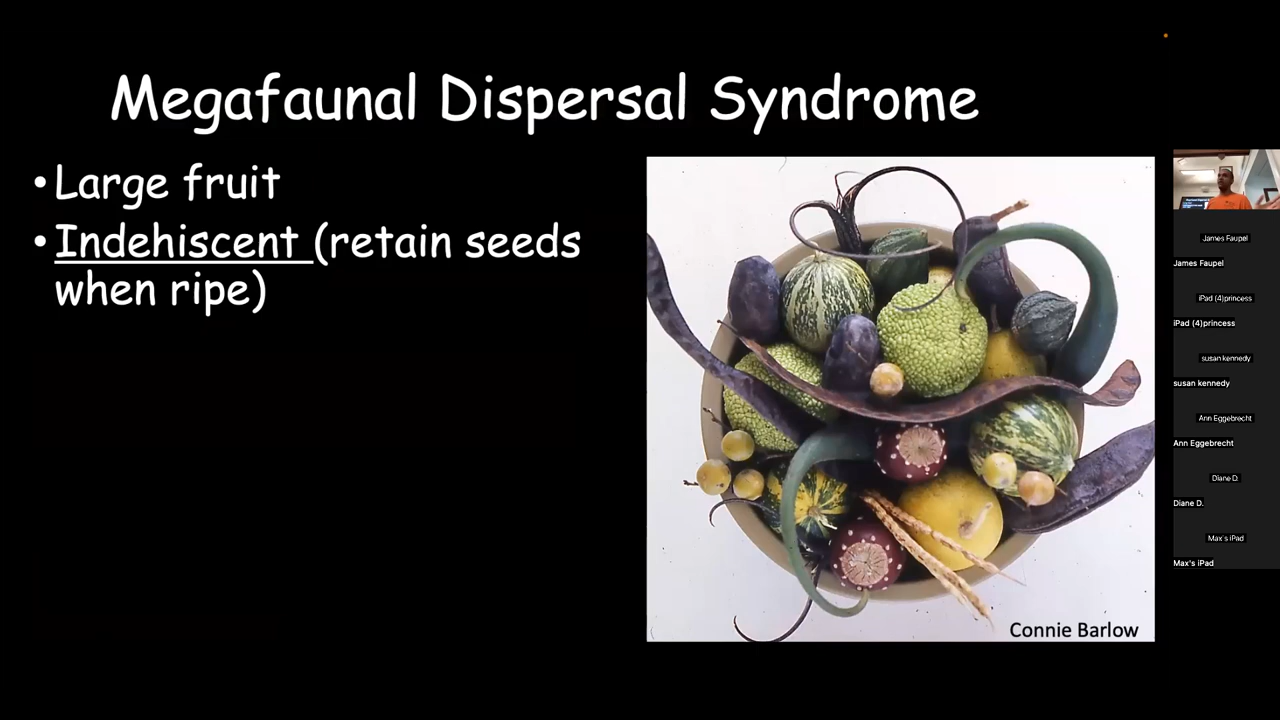 Megafaunal Dispersal Syndrome
•Large fruit
•Indehiscent (retain seeds
when ripe)
Connie Barlow
James Faupel
James Faupel
iPad (4)princess
iPad (4)princess
susan kennedy
susan kennedy
Ann Eggebrecht
Ann Eggebrecht
Diane D.
Diane D.
Max's iPad
Max's iPad